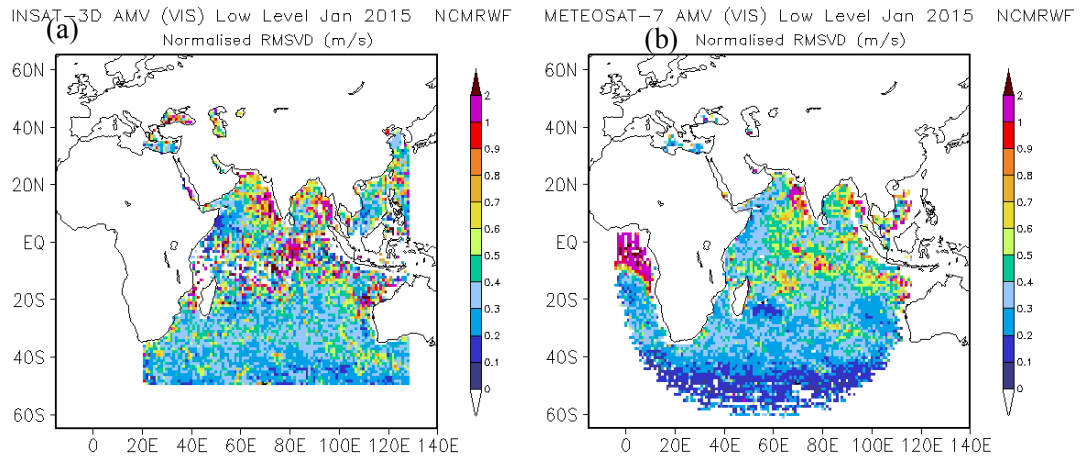 INSAT-3D AMV (VIS) Low Level Jan 2015 NCMRWF
(a)
Normalised RMSVD (m/s)
60N
40N
20N
EQ
20S
40S
60S
0 20E 40E 60E 80E 100E 120E 140E
2
1
0.9
0.8
0.7
0.6
0.5
0.4
0.3
0.2
0.1
0
METEOSAT-7 AMV (VIS) Low Level Jan 2015 NCMRWF
(b)
Normalised RMSVD (m/s)
60N
40N
20N
EQ
20S
40S
60S
0 20E 40E 60E 80E 100E 120E 140E
2
1
0.9
0.8
0.7
0.6
0.5
0.4
0.3
0.2
0.1
0